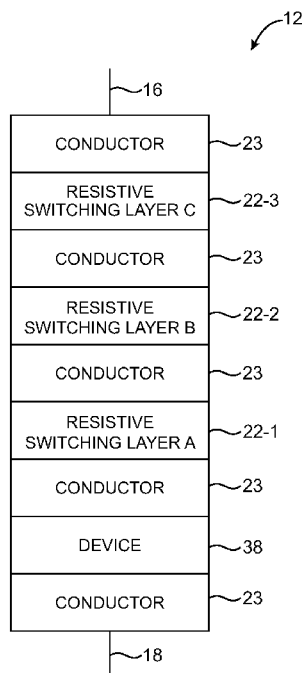 12
16
CONDUCTOR 23
RESISTIVE
SWITCHING LAYER C 22-3
CONDUCTOR 23
RESISTIVE
SWITCHING LAYER B 22-2
CONDUCTOR 23
RESISTIVE
SWITCHING LAYER A 22-1
CONDUCTOR 23
DEVICE 38
CONDUCTOR 23
18